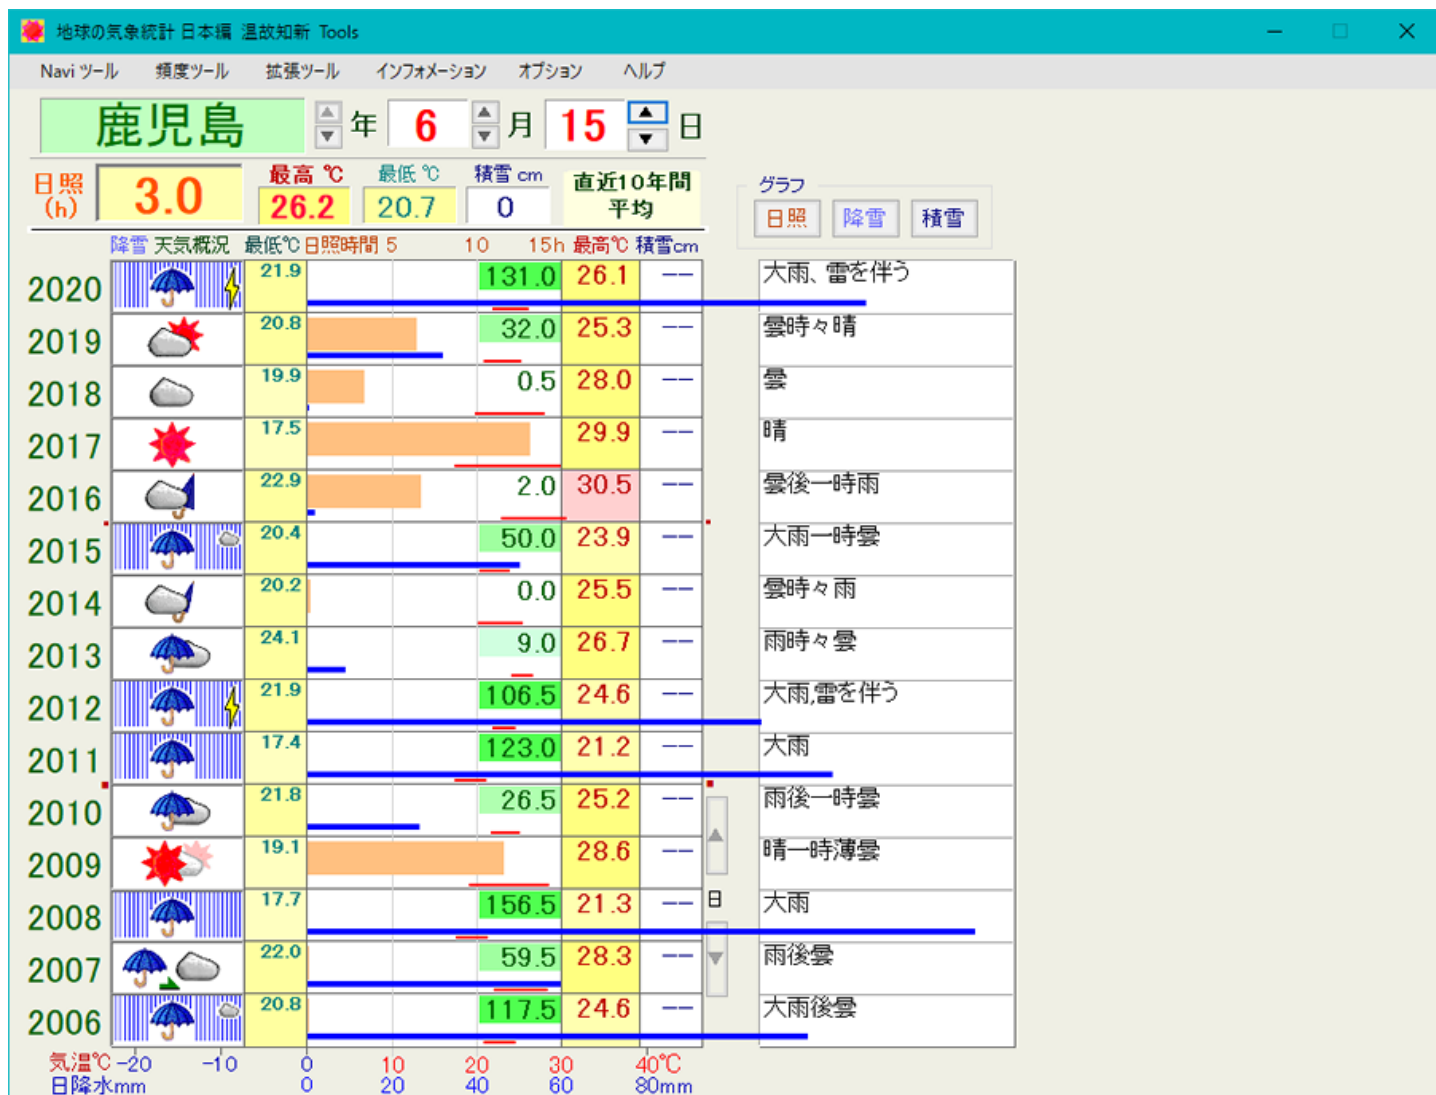 地球の気象統計 日本編 温故知新 Tools
Navi ツール 頻度ツール 拡張ツール インフォメーション オプション ヘルプ
鹿児島 年 6 月 15 日
日照(h) 3.0 最高 ℃ 26.2 最低 ℃ 20.7 積雪 cm 0 直近10年間平均
グラフ
日照 降雪 積雪
降雪 天気概況 最低℃ 日照時間 5 10 15h 最高℃ 積雪cm
2020 21.9 131.0 26.1 -- 大雨、雷を伴う
2019 20.8 32.0 25.3 -- 曇時々晴
2018 19.9 0.5 28.0 -- 曇
2017 17.5 29.9 -- 晴
2016 22.9 2.0 30.5 -- 曇後一時雨
2015 20.4 50.0 23.9 -- 大雨一時曇
2014 20.2 0.0 25.5 -- 曇時々雨
2013 24.1 9.0 26.7 -- 雨時々曇
2012 21.9 106.5 24.6 -- 大雨,雷を伴う
2011 17.4 123.0 21.2 -- 大雨
2010 21.8 26.5 25.2 -- 雨後一時曇
2009 19.1 28.6 -- 晴一時薄曇
2008 17.7 156.5 21.3 -- 日 大雨
2007 22.0 59.5 28.3 -- 雨後曇
2006 20.8 117.5 24.6 -- 大雨後曇
気温℃ -20 -10 0 10 20 30 40℃
日降水mm 0 20 40 60 80mm